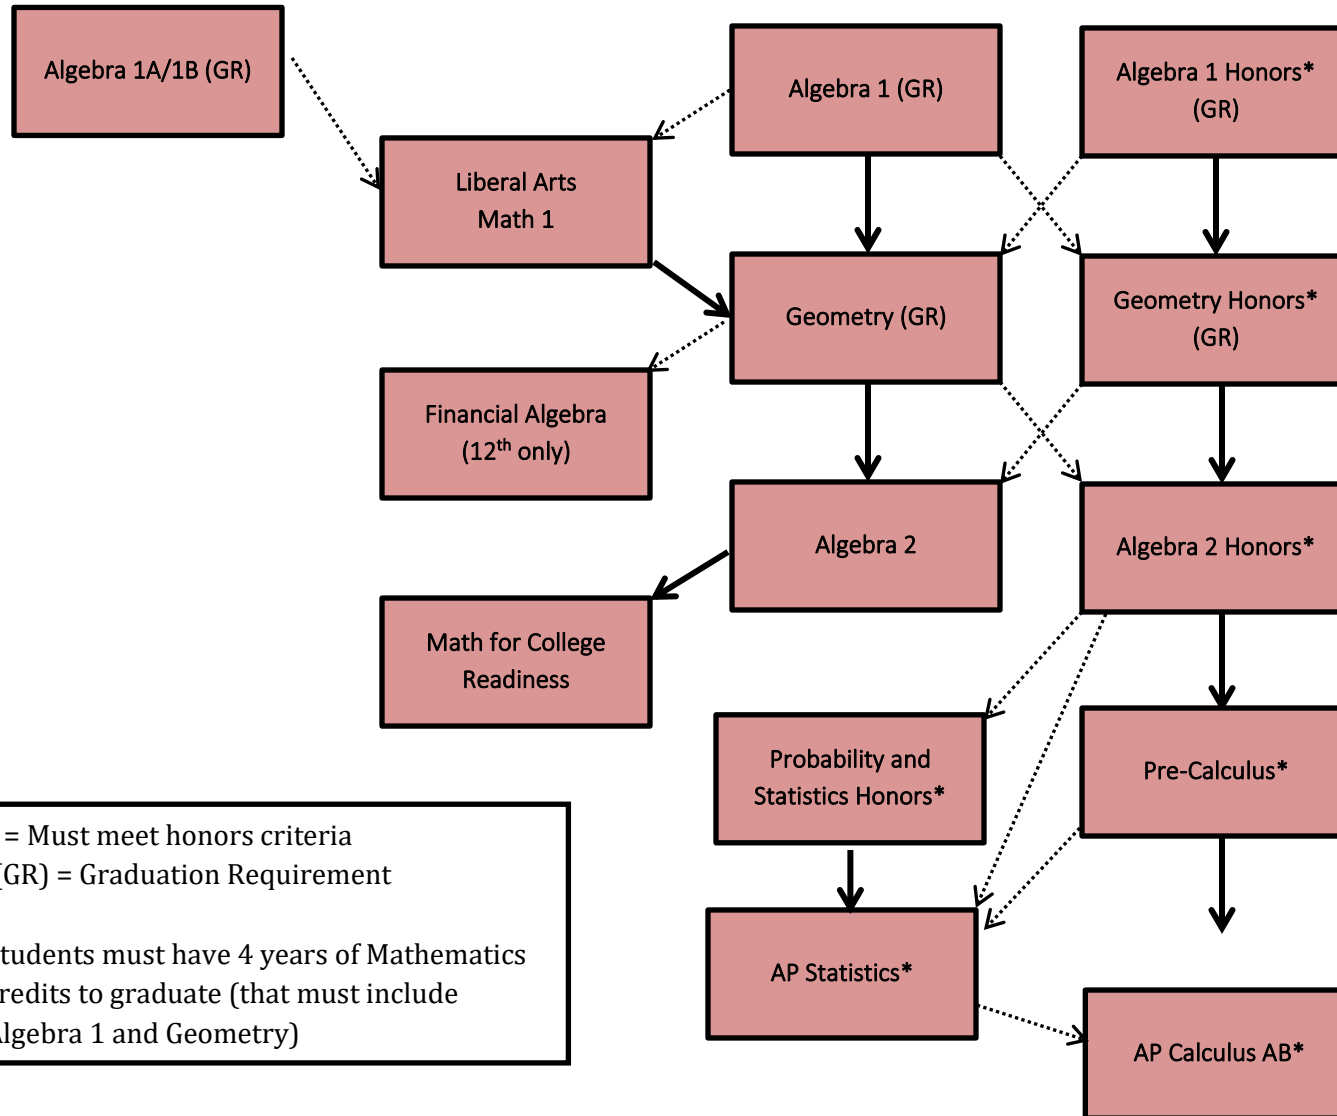 Algebra 1A/1B (GR)
Algebra 1 (GR)
Algebra 1 Honors*
(GR)
Liberal Arts
Math 1
Geometry (GR)
Geometry Honors*
(GR)
Financial Algebra
(12th only)
Algebra 2
Algebra 2 Honors*
Math for College
Readiness
Probability and
Statistics Honors*
Pre-Calculus*
AP Statistics*
AP Calculus AB*
= Must meet honors criteria
(GR) = Graduation Requirement
tudents must have 4 years of Mathematics
redits to graduate (that must include
Algebra 1 and Geometry)